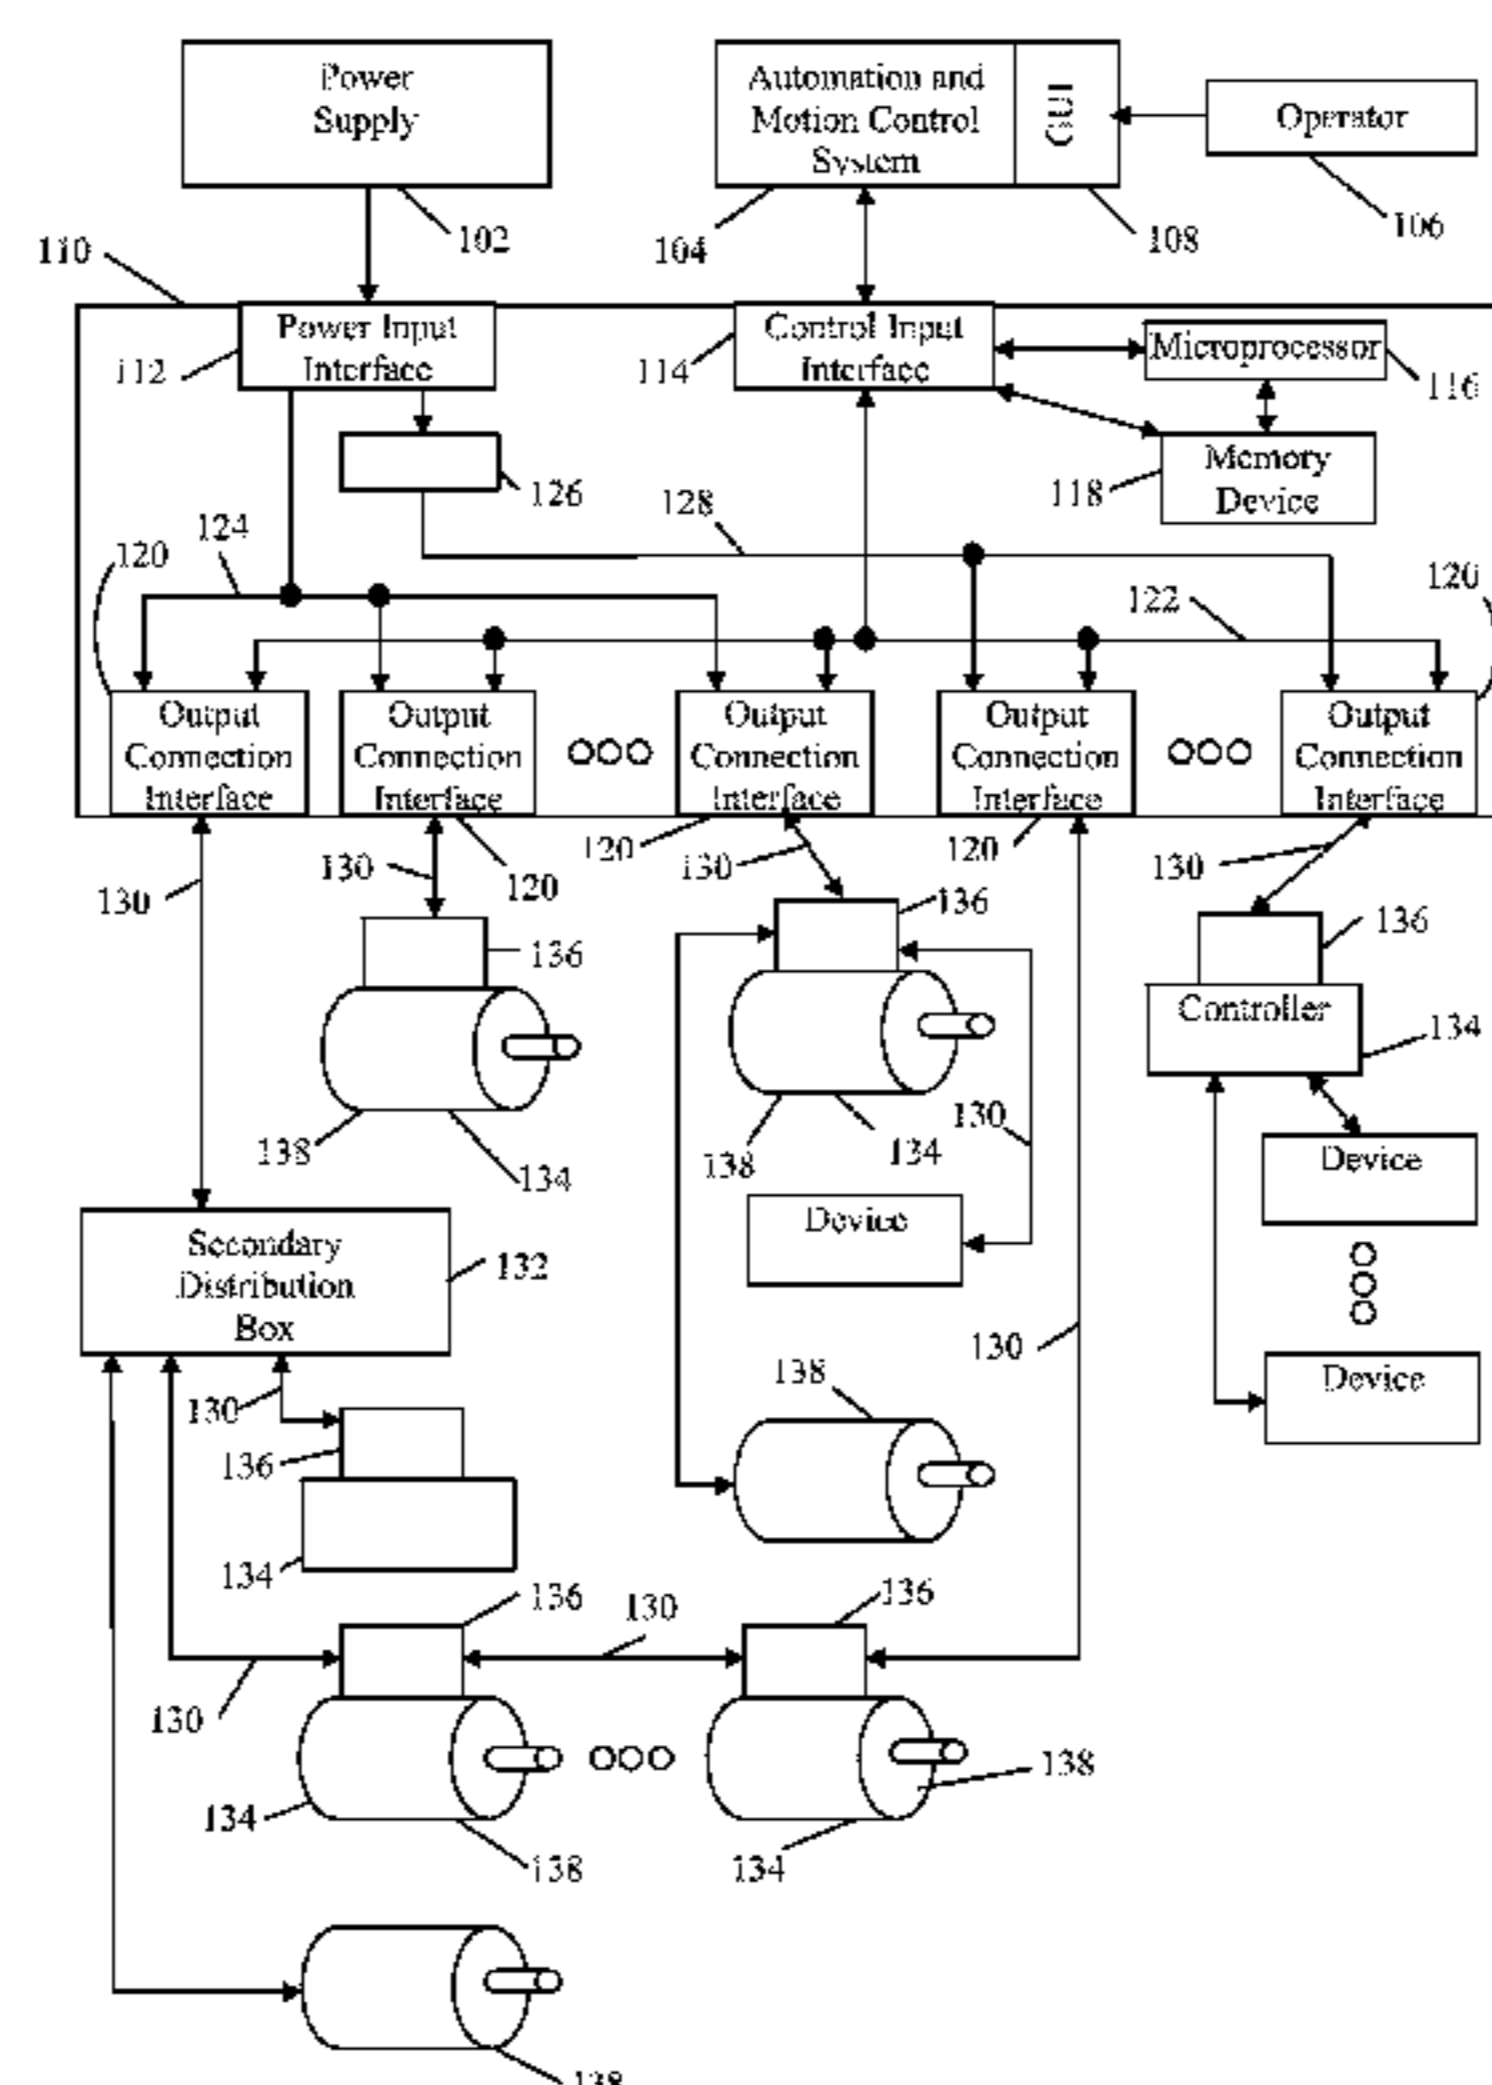 Power
Supply
Automation and
Motion Control
System
GUI
Operator
102
104
108
106
110
Power Input
Interface
Control Input
Interface
Microprocessor
112
114
116
126
118
Memory
Device
128
124
120
122
120
Output
Connection
Interface
Output
Connection
Interface
Output
Connection
Interface
Output
Connection
Interface
Output
Connection
Interface
130
130
120
120
130
120
130
136
136
136
Controller
134
138
134
138
134
130
Device
Device
Secondary
Distribution
Box
132
130
138
Device
130
136
134
136
130
136
130
134
138
134
138
138